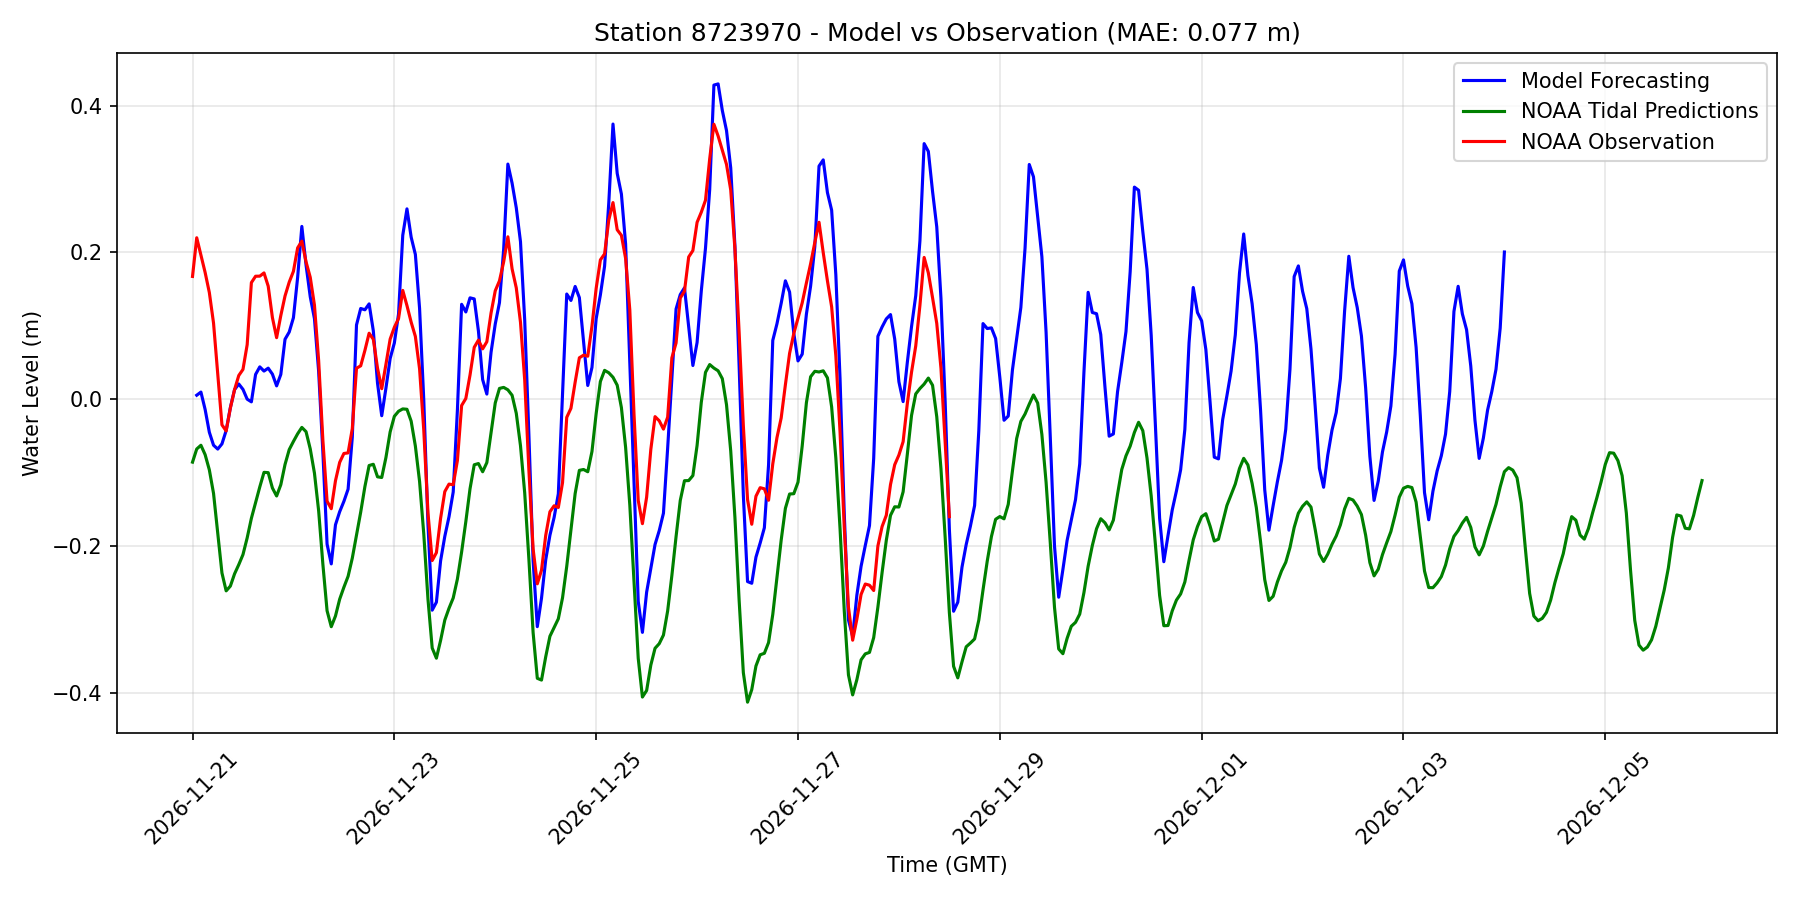 Station 8723970 - Model vs Observation (MAE: 0.077 m)
Model Forecasting
NOAA Tidal Predictions
NOAA Observation
Water Level (m)
0.4
0.2
0.0
−0.2
−0.4
2026-11-21
2026-11-23
2026-11-25
2026-11-27
2026-11-29
2026-12-01
2026-12-03
2026-12-05
Time (GMT)